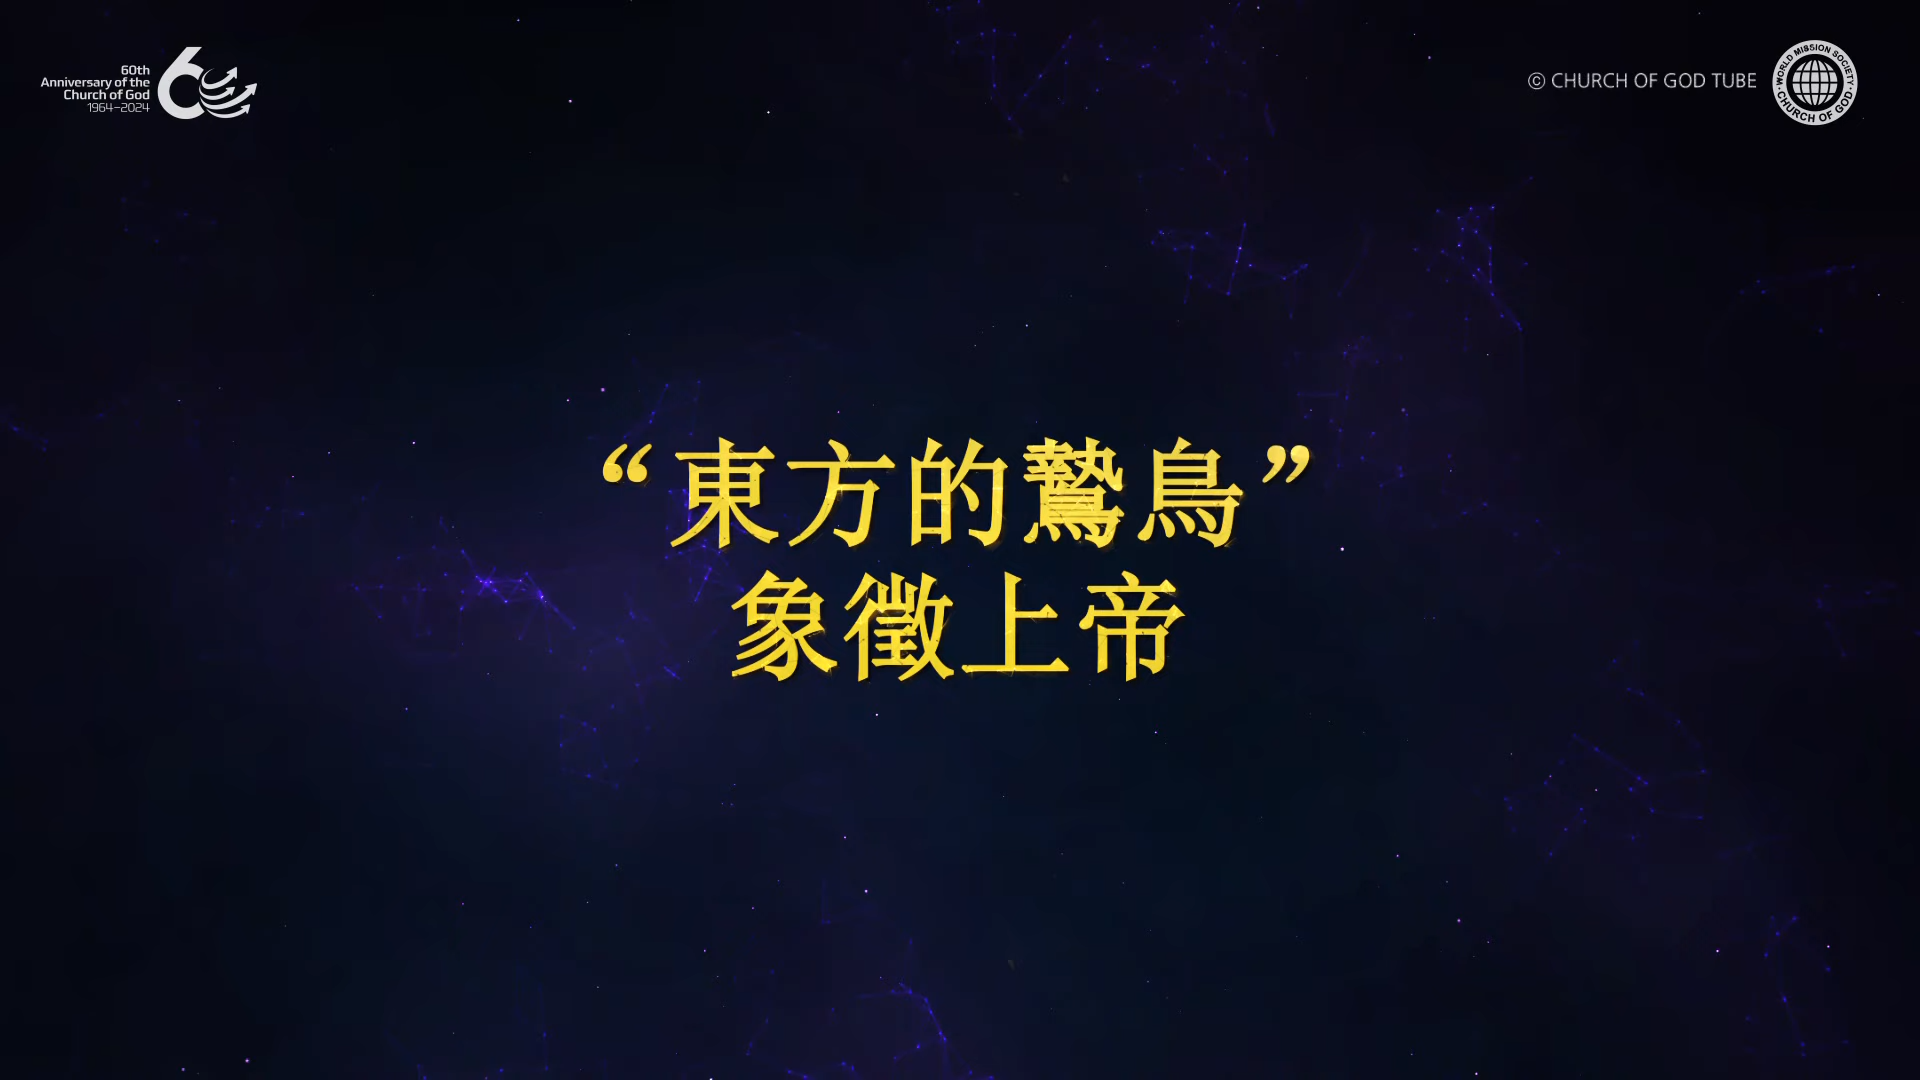 60th
Anniversary of the
Church of God
1964–2024
60
© CHURCH OF GOD TUBE
WORLD MISSION SOCIETY
CHURCH OF GOD
“東方的鷙鳥”
象徵上帝